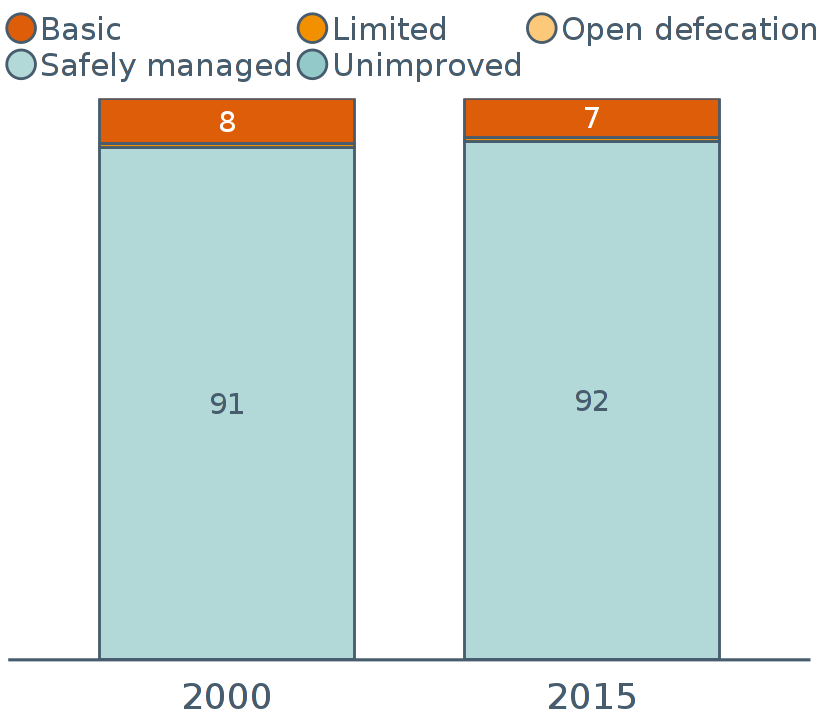 Basic Limited Open defecation
Safely managed Unimproved
8 7
91 92
2000 2015